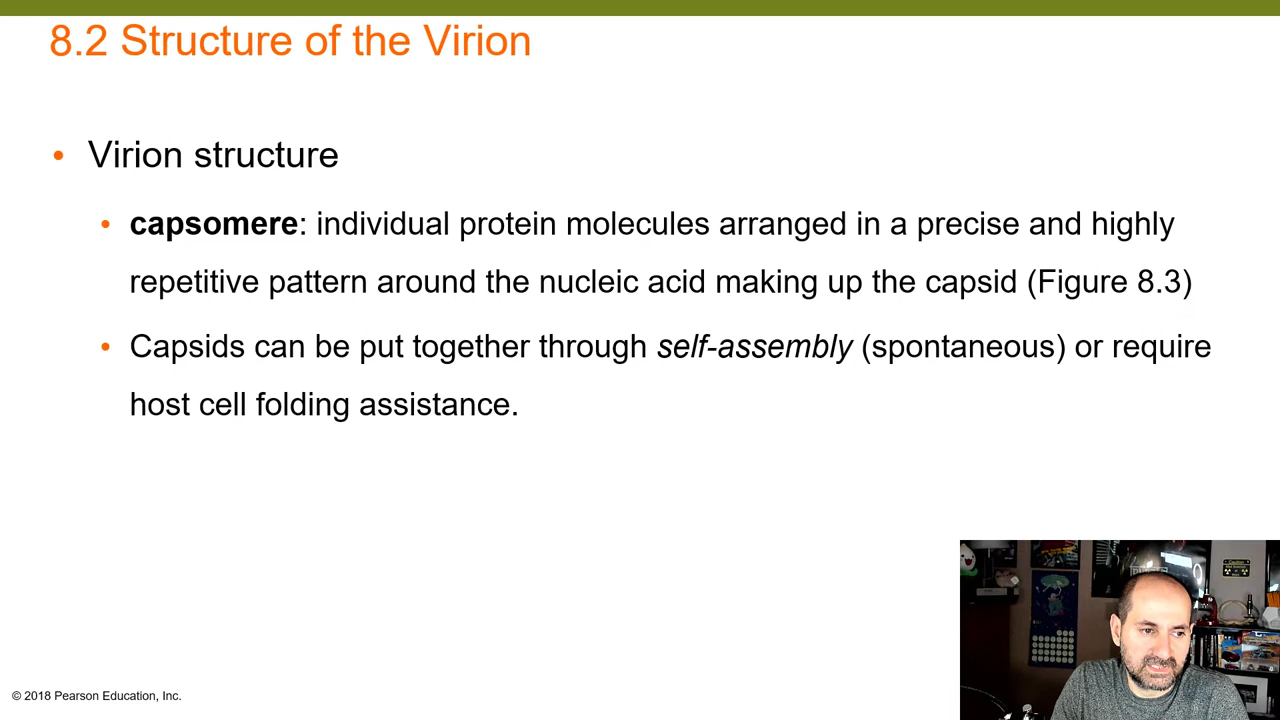 8.2 Structure of the Virion
• Virion structure
• capsomere: individual protein molecules arranged in a precise and highly
repetitive pattern around the nucleic acid making up the capsid (Figure 8.3)
• Capsids can be put together through self-assembly (spontaneous) or require
host cell folding assistance.
© 2018 Pearson Education, Inc.